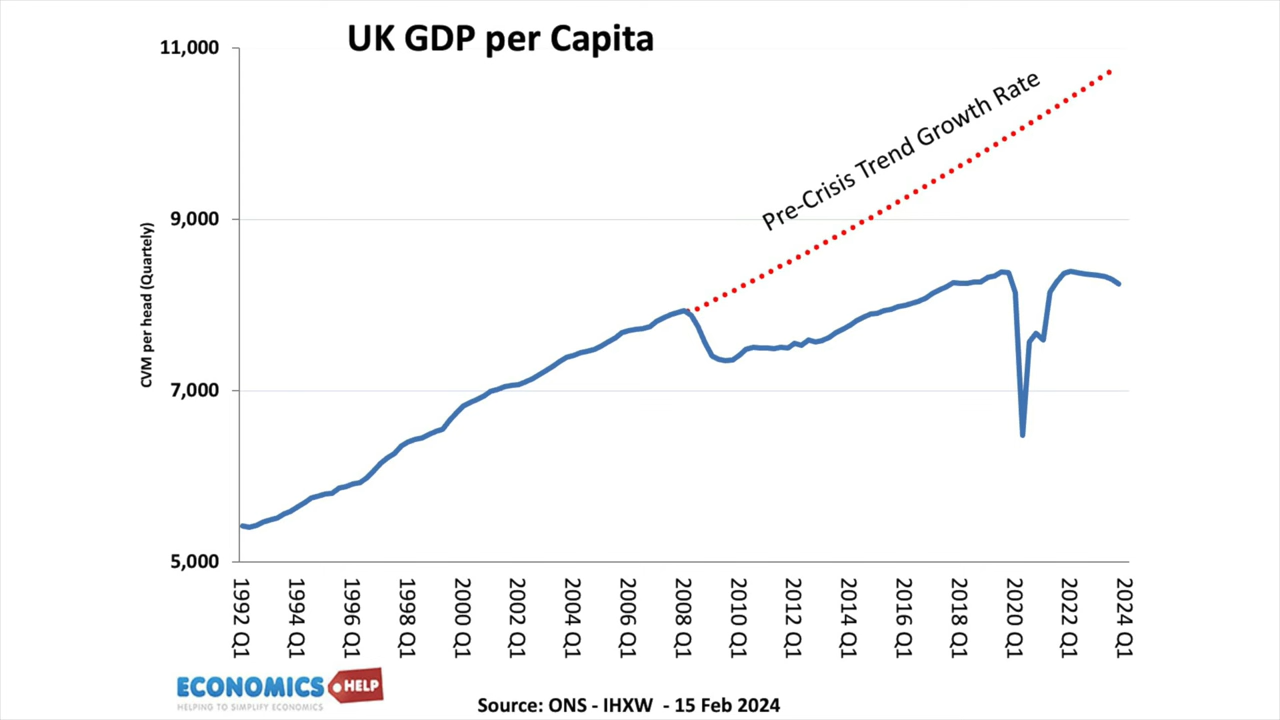 UK GDP per Capita
11,000
9,000
7,000
5,000
CVM per head (Quartely)
Pre-Crisis Trend Growth Rate
1992 Q1
1994 Q1
1996 Q1
1998 Q1
2000 Q1
2002 Q1
2004 Q1
2006 Q1
2008 Q1
2010 Q1
2012 Q1
2014 Q1
2016 Q1
2018 Q1
2020 Q1
2022 Q1
2024 Q1
ECONOMICS HELP
HELPING TO SIMPLIFY ECONOMICS
Source: ONS - IHXW - 15 Feb 2024